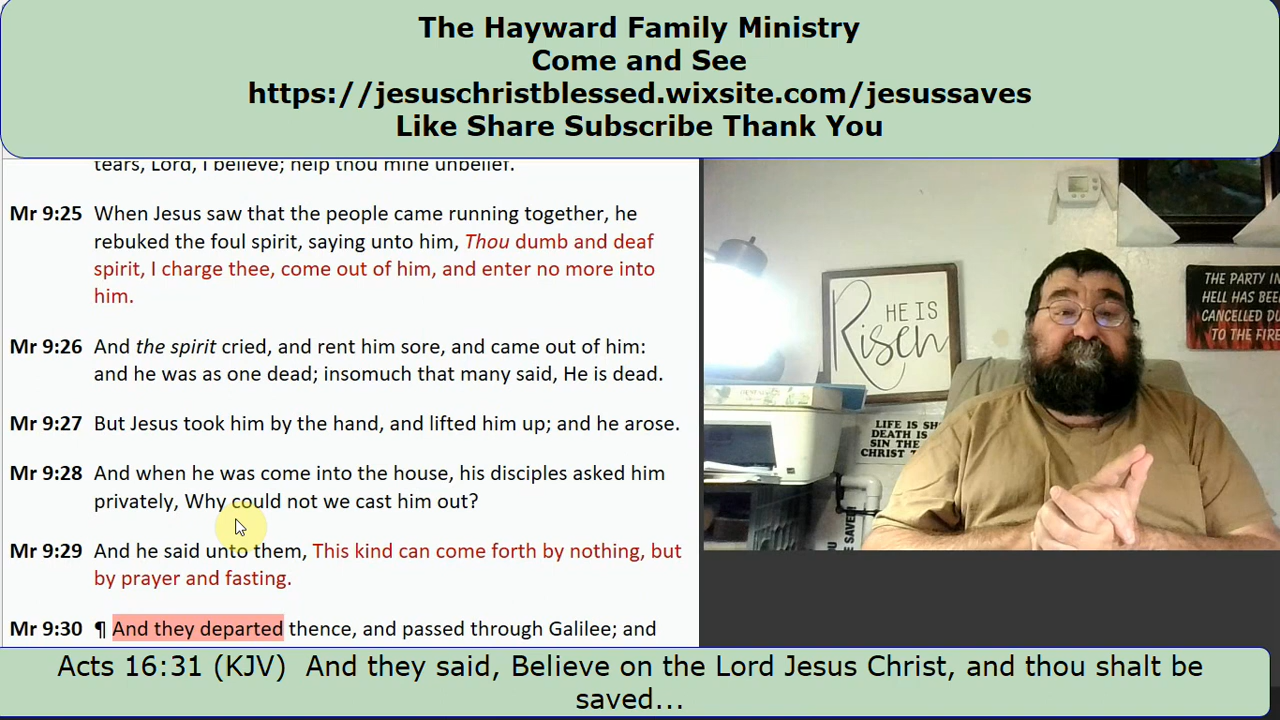 The Hayward Family Ministry
Come and See
https://jesuschristblessed.wixsite.com/jesussaves
Like Share Subscribe Thank You
tears, Lord, I believe; help thou mine unbelief.
Mr 9:25 When Jesus saw that the people came running together, he
rebuked the foul spirit, saying unto him, Thou dumb and deaf
spirit, I charge thee, come out of him, and enter no more into
him.
Mr 9:26 And the spirit cried, and rent him sore, and came out of him:
and he was as one dead; insomuch that many said, He is dead.
Mr 9:27 But Jesus took him by the hand, and lifted him up; and he arose.
Mr 9:28 And when he was come into the house, his disciples asked him
privately, Why could not we cast him out?
Mr 9:29 And he said unto them, This kind can come forth by nothing, but
by prayer and fasting.
Mr 9:30 ¶ And they departed thence, and passed through Galilee; and
HE IS
Risen
THE PARTY IN
HELL HAS BEE
CANCELLED DU
TO THE FIRE
LIFE IS SH
DEATH IS
SIN THE
CHRIST T
SAVE
Acts 16:31 (KJV) And they said, Believe on the Lord Jesus Christ, and thou shalt be
saved...